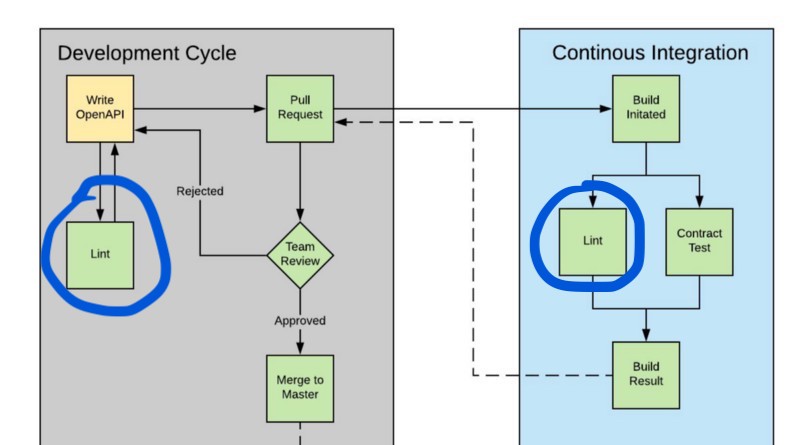 Development Cycle
Write
OpenAPI
Pull
Request
Rejected
Lint
Team
Review
Approved
Merge to
Master
Continous Integration
Build
Initated
Lint
Contract
Test
Build
Result